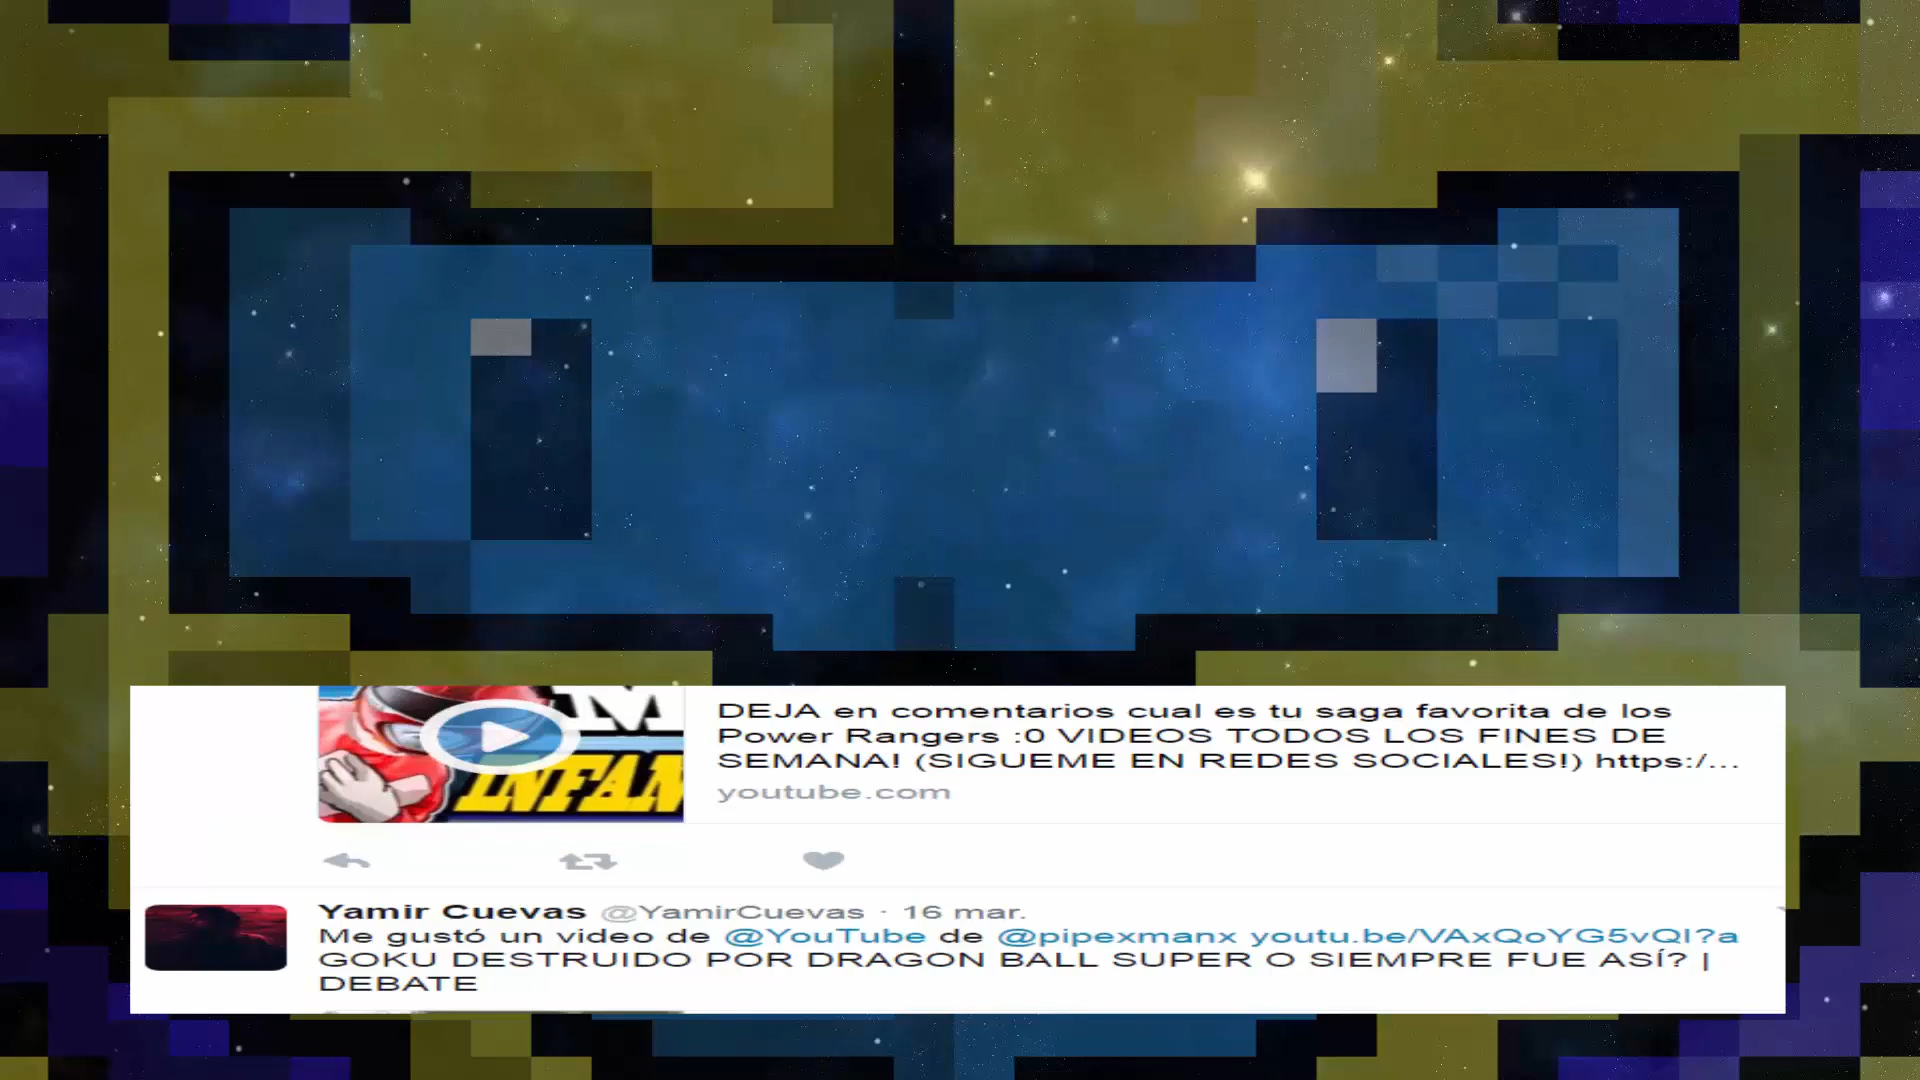 DEJA en comentarios cual es tu saga favorita de los
Power Rangers :0 VIDEOS TODOS LOS FINES DE
SEMANA! (SIGUEME EN REDES SOCIALES!) https:/...
youtube.com
INFAN
Yamir Cuevas @YamirCuevas · 16 mar.
Me gustó un video de @YouTube de @pipexmanx youtu.be/VAxQoYG5vQI?a
GOKU DESTRUIDO POR DRAGON BALL SUPER O SIEMPRE FUE ASÍ? |
DEBATE